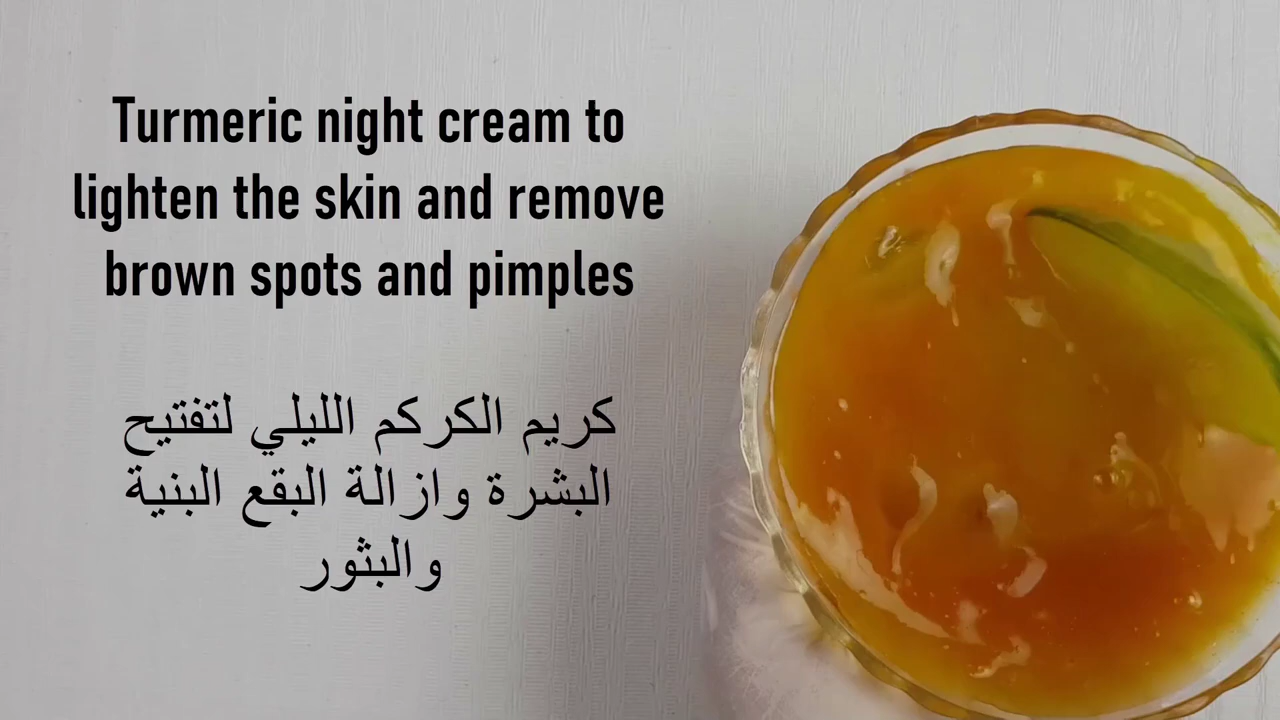 Turmeric night cream to
lighten the skin and remove
brown spots and pimples
كريم الكركم الليلي لتفتيح
البشرة وازالة البقع البنية
والبثور